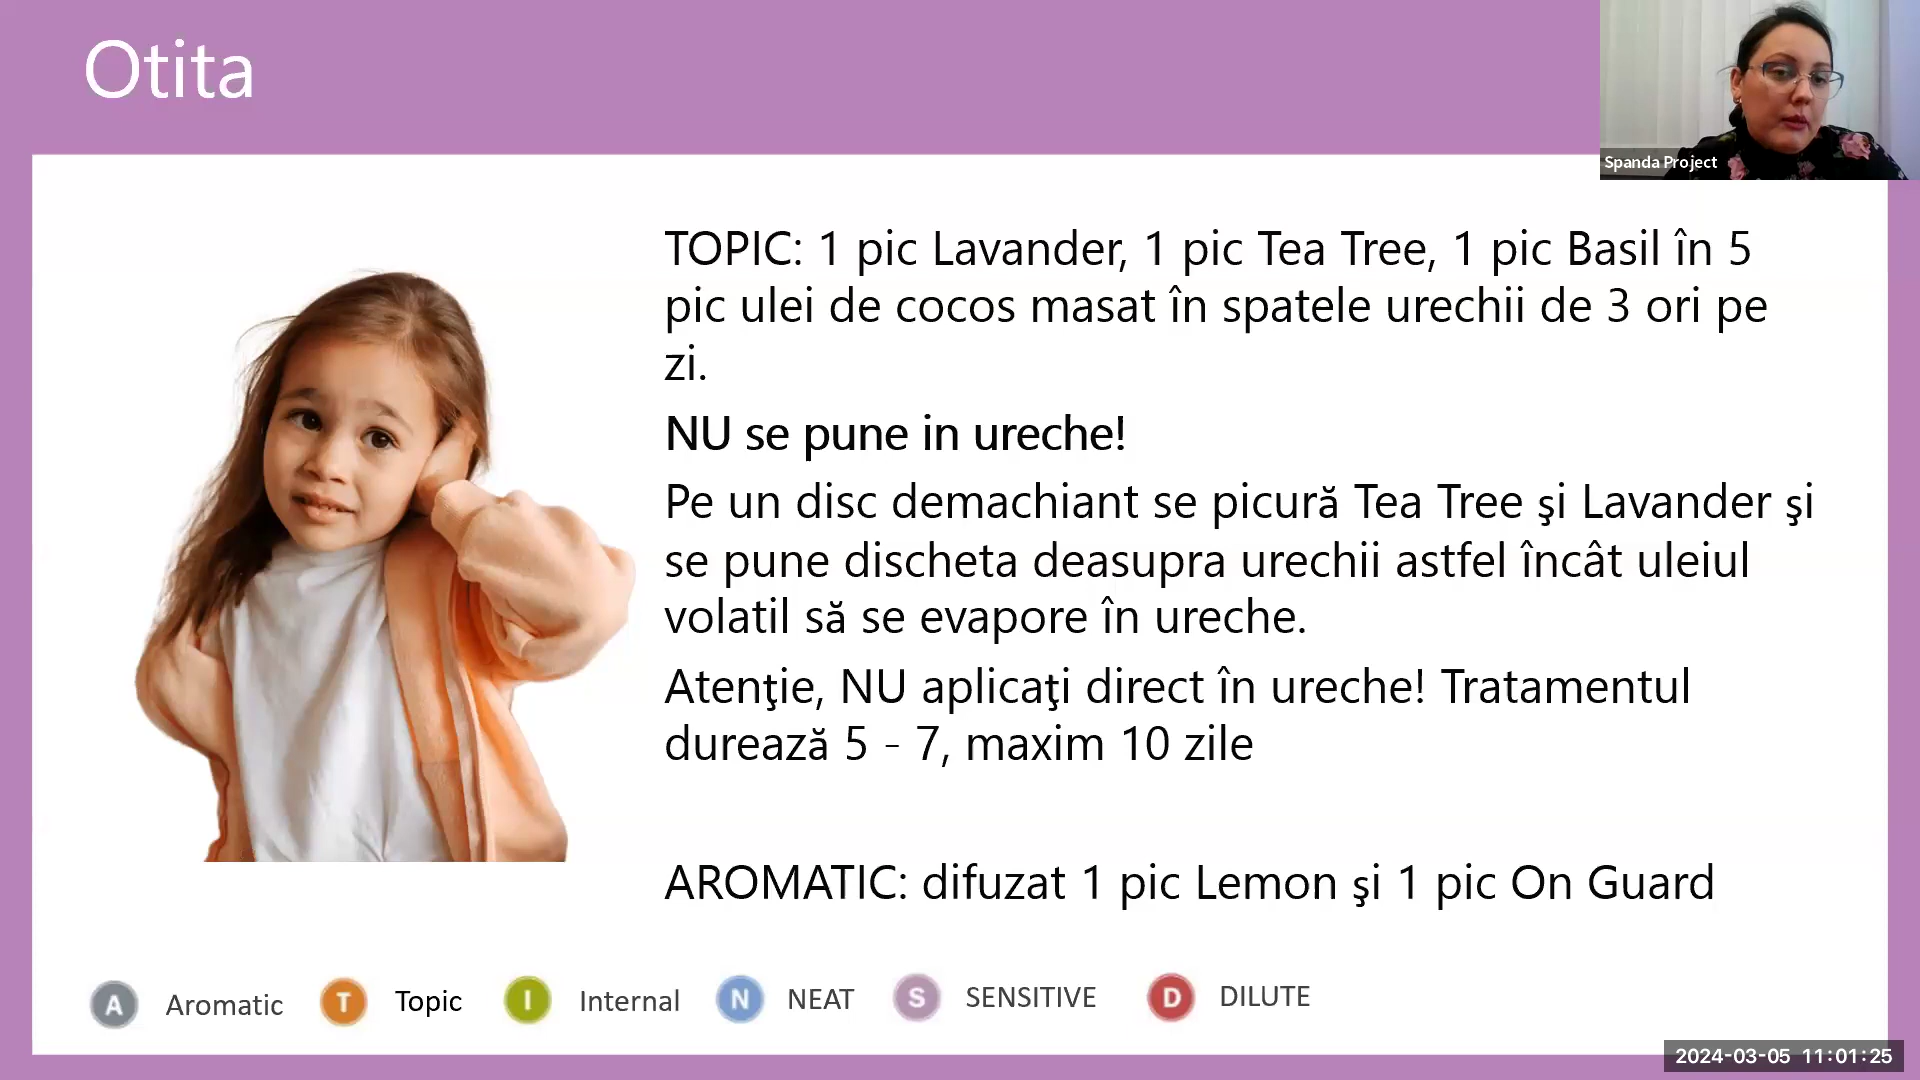 Otita
Spanda Project
TOPIC: 1 pic Lavander, 1 pic Tea Tree, 1 pic Basil în 5
pic ulei de cocos masat în spatele urechii de 3 ori pe
zi.
NU se pune in ureche!
Pe un disc demachiant se picură Tea Tree şi Lavander şi
se pune discheta deasupra urechii astfel încât uleiul
volatil să se evapore în ureche.
Atenţie, NU aplicaţi direct în ureche! Tratamentul
durează 5 - 7, maxim 10 zile
AROMATIC: difuzat 1 pic Lemon şi 1 pic On Guard
A Aromatic T Topic I Internal N NEAT S SENSITIVE D DILUTE
2024-03-05 11:01:25